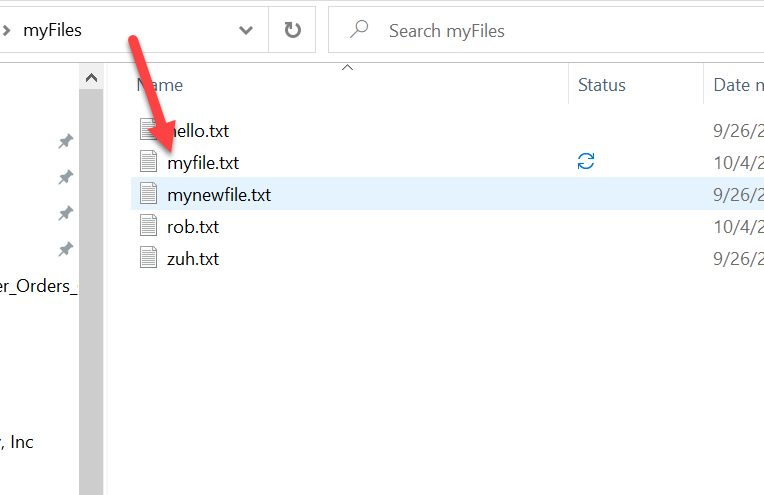 myFiles
Search myFiles
Name Status Date m
hello.txt 9/26/2
myfile.txt 10/4/2
mynewfile.txt 9/26/2
rob.txt 10/4/2
zuh.txt 9/26/2
er_Orders_
, Inc